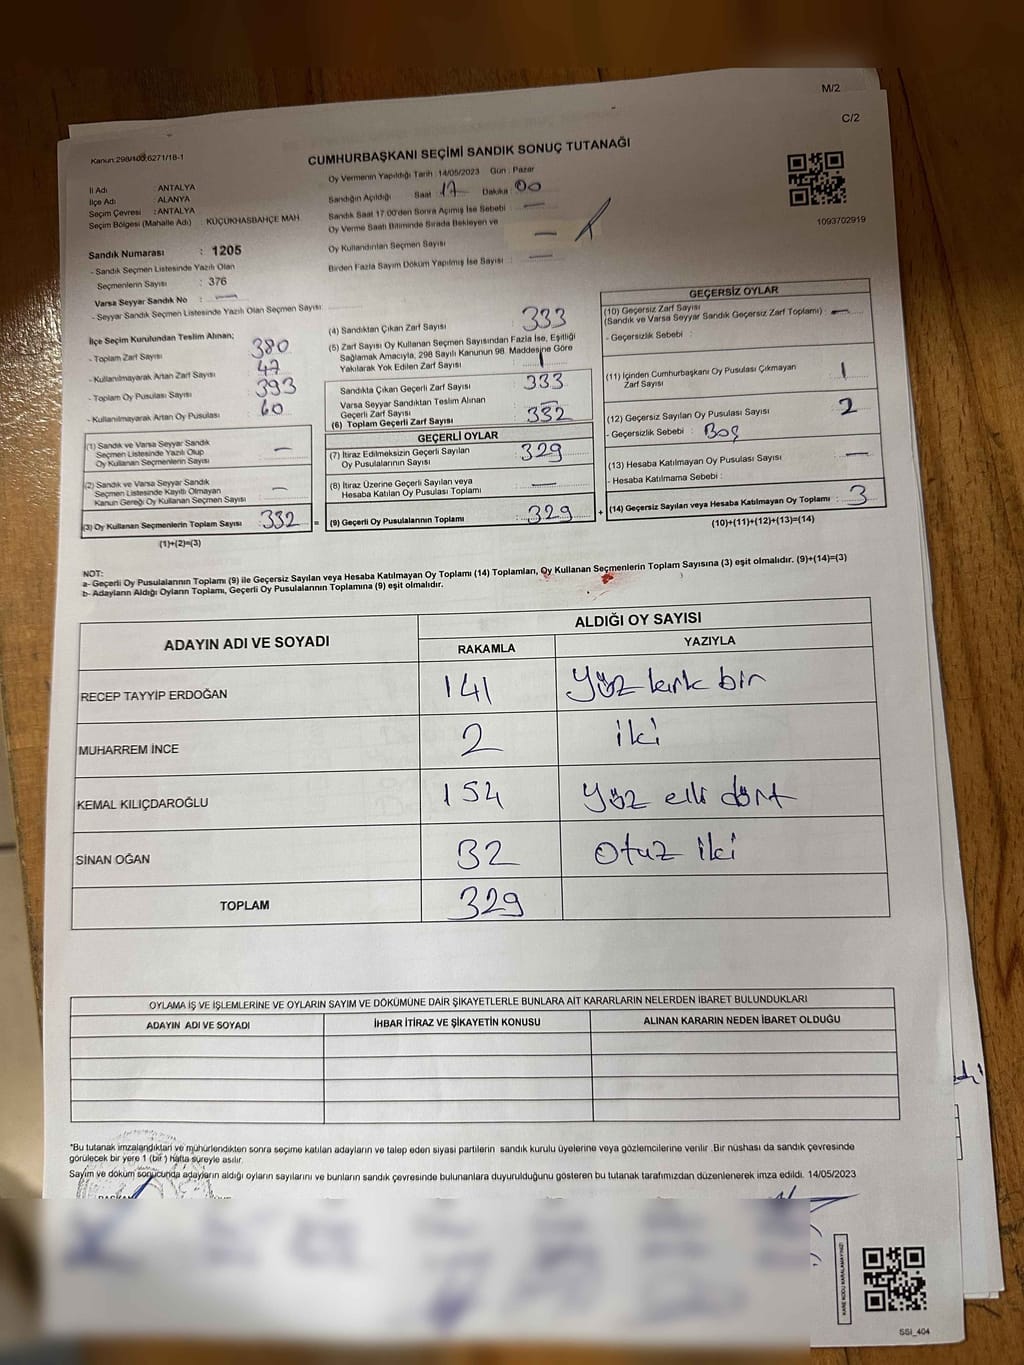 M/2
C/2
Kanun:298/103,6271/18-1
CUMHURBAŞKANI SEÇİMİ SANDIK SONUÇ TUTANAĞI
İl Adı : ANTALYA
İlçe Adı : ALANYA
Seçim Çevresi : ANTALYA
Seçim Bölgesi (Mahalle Adı) : KÜÇÜKHASBAHÇE MAH.
Oy Vermenin Yapıldığı Tarih : 14/05/2023 Gün : Pazar
Sandığın Açıldığı Saat : 17 Dakika : 00
Sandık Saat 17:00'den Sonra Açımış İse Sebebi : —
Oy Verme Saati Bitiminde Sırada Bekleyen ve
Oy Kullandırılan Seçmen Sayısı —
Birden Fazla Sayım Döküm Yapılmış İse Sayısı : —
1093702919
Sandık Numarası : 1205
- Sandık Seçmen Listesinde Yazılı Olan
Seçmenlerin Sayısı : 376
Varsa Seyyar Sandık No : —
- Seyyar Sandık Seçmen Listesinde Yazılı Olan Seçmen Sayısı:
İlçe Seçim Kurulundan Teslim Alınan;
- Toplam Zarf Sayısı : 380
- Kullanılmayarak Artan Zarf Sayısı : 47
- Toplam Oy Pusulası : 393
- Kullanılmayarak Artan Oy Pusulası : 60
(1) Sandık ve Varsa Seyyar Sandık
Seçmen Listesinde Yazılı Olup
Oy Kullanan Seçmenlerin Sayısı : —
(2) Sandık ve Varsa Seyyar Sandık
Seçmen Listesinde Kayıtlı Olmayan
Kanun Gereği Oy Kullanan Seçmen Sayısı : —
(3) Oy Kullanan Seçmenlerin Toplam Sayısı : 332 =
(1)+(2)=(3)
(4) Sandıktan Çıkan Zarf Sayısı : 333
(5) Zarf Sayısı Oy Kullanan Seçmen Sayısından Fazla İse, Eşitliği
Sağlamak Amacıyla, 298 Sayılı Kanunun 98. Maddesine Göre
Yakılarak Yok Edilen Zarf Sayısı : 1
Sandıkta Çıkan Geçerli Zarf Sayısı : 333
Varsa Seyyar Sandıktan Teslim Alınan
Geçerli Zarf Sayısı : —
(6) Toplam Geçerli Zarf Sayısı : 332
GEÇERLİ OYLAR
(7) İtiraz Edilmeksizin Geçerli Sayılan
Oy Pusulalarının Sayısı : 329
(8) İtiraz Üzerine Geçerli Sayılan veya
Hesaba Katılan Oy Pusulası Toplamı : —
(9) Geçerli Oy Pusulalarının Toplamı : 329 +
GEÇERSİZ OYLAR
(10) Geçersiz Zarf Sayısı
(Sandık ve Varsa Seyyar Sandık Geçersiz Zarf Toplamı) : —
- Geçersizlik Sebebi :
(11) İçinden Cumhurbaşkanı Oy Pusulası Çıkmayan
Zarf Sayısı : 1
(12) Geçersiz Sayılan Oy Pusulası Sayısı : 2
- Geçersizlik Sebebi : Boş
(13) Hesaba Katılmayan Oy Pusulası Sayısı : —
- Hesaba Katılmama Sebebi :
(14) Geçersiz Sayılan veya Hesaba Katılmayan Oy Toplamı : 3
(10)+(11)+(12)+(13)=(14)
NOT:
a- Geçerli Oy Pusulalarının Toplamı (9) ile Geçersiz Sayılan veya Hesaba Katılmayan Oy Toplamı (14) Toplamları, Oy Kullanan Seçmenlerin Toplam Sayısına (3) eşit olmalıdır. (9)+(14)=(3)
b- Adayların Aldığı Oyların Toplamı, Geçerli Oy Pusulalarının Toplamına (9) eşit olmalıdır.
ADAYIN ADI VE SOYADI
ALDIĞI OY SAYISI
RAKAMLA YAZIYLA
RECEP TAYYİP ERDOĞAN 141 Yüz kırk bir
MUHARREM İNCE 2 iki
KEMAL KILIÇDAROĞLU 154 Yüz elli dört
SİNAN OĞAN 32 Otuz iki
TOPLAM 329
OYLAMA İŞ VE İŞLEMLERİNE VE OYLARIN SAYIM VE DÖKÜMÜNE DAİR ŞİKAYETLERLE BUNLARA AİT KARARLARIN NELERDEN İBARET BULUNDUKLARI
ADAYIN ADI VE SOYADI İHBAR İTİRAZ VE ŞİKAYETİN KONUSU ALINAN KARARIN NEDEN İBARET OLDUĞU
*Bu tutanak imzalandıktan ve mühürlendikten sonra seçime katılan adayların ve talep eden siyasi partilerin sandık kurulu üyelerine veya gözlemcilerine verilir. Bir nüshası da sandık çevresinde
görülecek bir yere 1 (bir ) hafta süreyle asılır.
Sayım ve döküm sonucunda adayların aldığı oyların sayılarını ve bunların sandık çevresinde bulunanlara duyurulduğunu gösteren bu tutanak tarafımızdan düzenlenerek imza edildi. 14/05/2023
KARE KODU KARALAMAYINIZ!
SSI_404